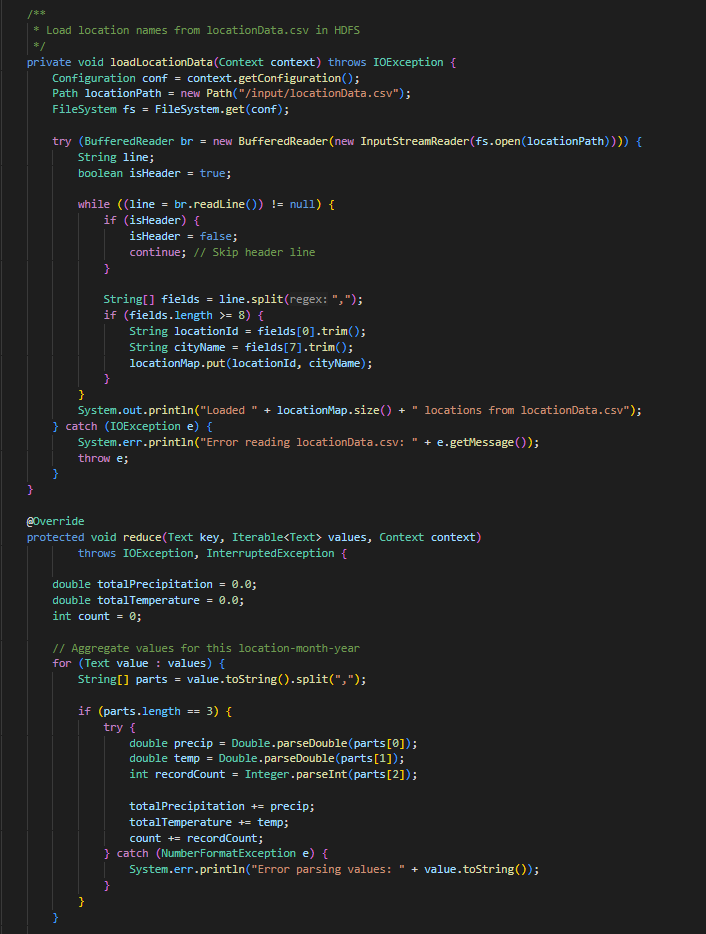 /**
 * Load location names from locationData.csv in HDFS
 */
private void loadLocationData(Context context) throws IOException {
    Configuration conf = context.getConfiguration();
    Path locationPath = new Path("/input/locationData.csv");
    FileSystem fs = FileSystem.get(conf);

    try (BufferedReader br = new BufferedReader(new InputStreamReader(fs.open(locationPath)))) {
        String line;
        boolean isHeader = true;

        while ((line = br.readLine()) != null) {
            if (isHeader) {
                isHeader = false;
                continue; // Skip header line
            }

            String[] fields = line.split(regex: ",");
            if (fields.length >= 8) {
                String locationId = fields[0].trim();
                String cityName = fields[7].trim();
                locationMap.put(locationId, cityName);
            }
        }
        System.out.println("Loaded " + locationMap.size() + " locations from locationData.csv");
    } catch (IOException e) {
        System.err.println("Error reading locationData.csv: " + e.getMessage());
        throw e;
    }
}

@Override
protected void reduce(Text key, Iterable<Text> values, Context context)
        throws IOException, InterruptedException {

    double totalPrecipitation = 0.0;
    double totalTemperature = 0.0;
    int count = 0;

    // Aggregate values for this location-month-year
    for (Text value : values) {
        String[] parts = value.toString().split(",");

        if (parts.length == 3) {
            try {
                double precip = Double.parseDouble(parts[0]);
                double temp = Double.parseDouble(parts[1]);
                int recordCount = Integer.parseInt(parts[2]);

                totalPrecipitation += precip;
                totalTemperature += temp;
                count += recordCount;
            } catch (NumberFormatException e) {
                System.err.println("Error parsing values: " + value.toString());
            }
        }
    }